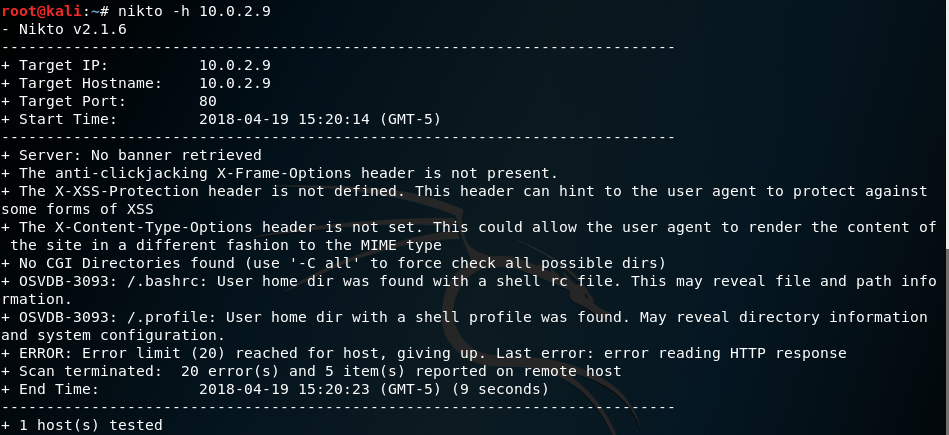 root@kali:~# nikto -h 10.0.2.9
- Nikto v2.1.6
---------------------------------------------------------------------------
+ Target IP:          10.0.2.9
+ Target Hostname:    10.0.2.9
+ Target Port:        80
+ Start Time:         2018-04-19 15:20:14 (GMT-5)
---------------------------------------------------------------------------
+ Server: No banner retrieved
+ The anti-clickjacking X-Frame-Options header is not present.
+ The X-XSS-Protection header is not defined. This header can hint to the user agent to protect against
some forms of XSS
+ The X-Content-Type-Options header is not set. This could allow the user agent to render the content of
 the site in a different fashion to the MIME type
+ No CGI Directories found (use '-C all' to force check all possible dirs)
+ OSVDB-3093: /.bashrc: User home dir was found with a shell rc file. This may reveal file and path info
rmation.
+ OSVDB-3093: /.profile: User home dir with a shell profile was found. May reveal directory information
and system configuration.
+ ERROR: Error limit (20) reached for host, giving up. Last error: error reading HTTP response
+ Scan terminated:  20 error(s) and 5 item(s) reported on remote host
+ End Time:           2018-04-19 15:20:23 (GMT-5) (9 seconds)
---------------------------------------------------------------------------
+ 1 host(s) tested